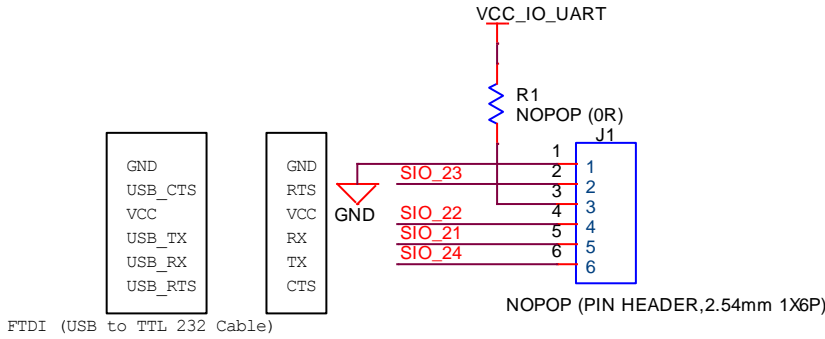 VCC_IO_UART
R1
NOPOP (0R)
J1
GND
USB_CTS
VCC
USB_TX
USB_RX
USB_RTS
GND
RTS
VCC
RX
TX
CTS
GND
SIO_23
SIO_22
SIO_21
SIO_24
1
2
3
4
5
6
1
2
3
4
5
6
NOPOP (PIN HEADER,2.54mm 1X6P)
FTDI (USB to TTL 232 Cable)